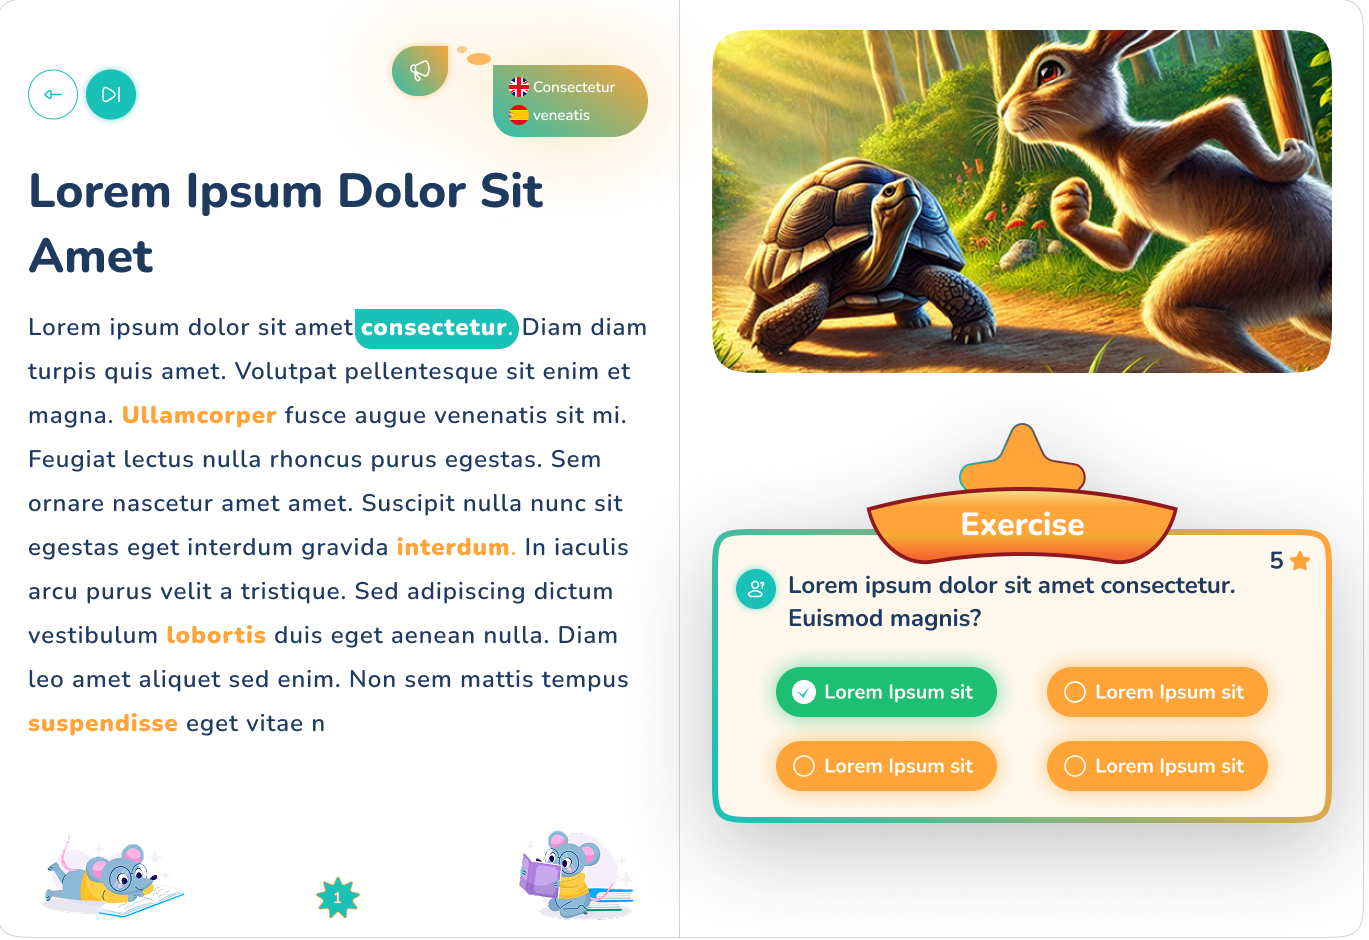 Consectetur
veneatis
Lorem Ipsum Dolor Sit
Amet
Lorem ipsum dolor sit amet consectetur. Diam diam
turpis quis amet. Volutpat pellentesque sit enim et
magna. Ullamcorper fusce augue venenatis sit mi.
Feugiat lectus nulla rhoncus purus egestas. Sem
ornare nascetur amet amet. Suscipit nulla nunc sit
egestas eget interdum gravida interdum. In iaculis
arcu purus velit a tristique. Sed adipiscing dictum
vestibulum lobortis duis eget aenean nulla. Diam
leo amet aliquet sed enim. Non sem mattis tempus
suspendisse eget vitae n
1
Exercise
5
Lorem ipsum dolor sit amet consectetur.
Euismod magnis?
Lorem Ipsum sit
Lorem Ipsum sit
Lorem Ipsum sit
Lorem Ipsum sit